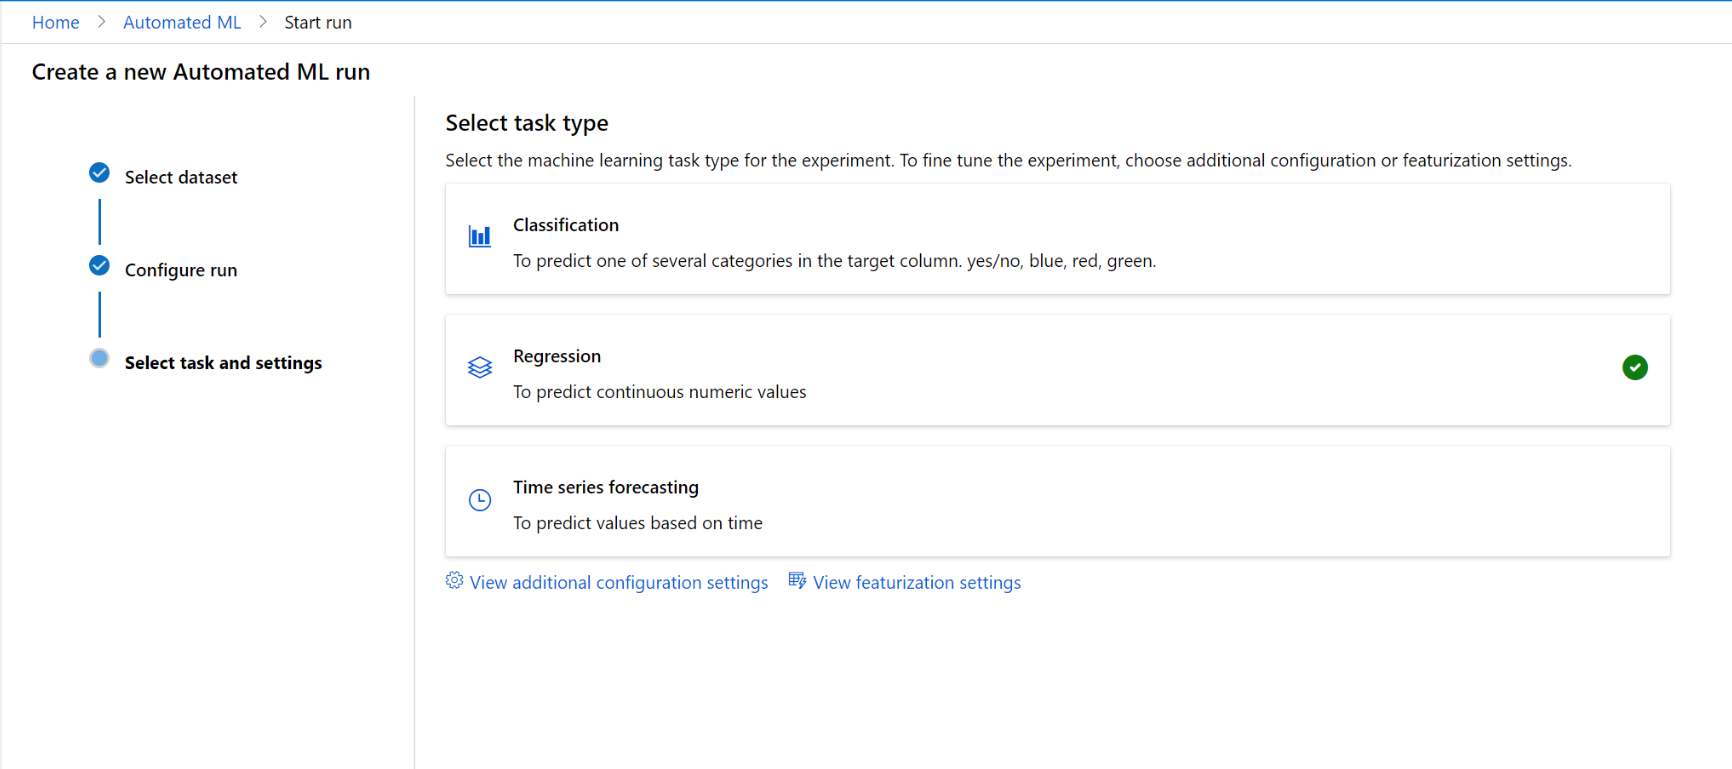 Home > Automated ML > Start run
Create a new Automated ML run
Select dataset
Configure run
Select task and settings
Select task type
Select the machine learning task type for the experiment. To fine tune the experiment, choose additional configuration or featurization settings.
Classification
To predict one of several categories in the target column. yes/no, blue, red, green.
Regression
To predict continuous numeric values
Time series forecasting
To predict values based on time
View additional configuration settings View featurization settings